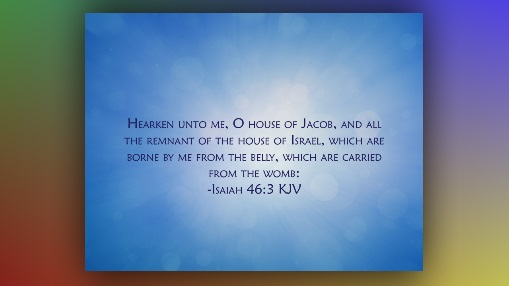 Hearken unto me, O house of Jacob, and all
the remnant of the house of Israel, which are
borne by me from the belly, which are carried
from the womb:
-Isaiah 46:3 KJV